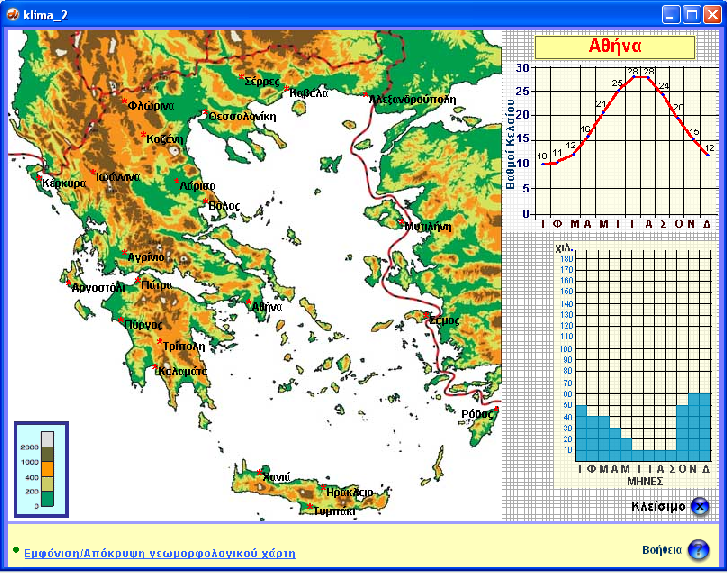 klima_2
Σέρρες
Καβάλα
Αλεξανδρούπολη
Φλώρινα
Θεσσαλονίκη
Κοζάνη
Ιωάννινα
Κέρκυρα
Λάρισα
Βόλος
Μυτιλήνη
Αγρίνιο
Αργοστόλι
Πάτρα
Αθήνα
Πύργος
Σάμος
Τρίπολη
Καλαμάτα
Ρόδος
Χανιά
Ηράκλειο
Τυμπάκι
2000
1000
400
200
0
Αθήνα
Βαθμοί Κελσίου
30
25
20
15
10
5
0
10 11 12 16 21 25 28 28 24 20 15 12
Ι Φ Μ Α Μ Ι Ι Α Σ Ο Ν Δ
χιλ.
180
170
160
150
140
130
120
110
100
90
80
70
60
50
40
30
20
10
Ι Φ Μ Α Μ Ι Ι Α Σ Ο Ν Δ
ΜΗΝΕΣ
Κλείσιμο
Εμφάνιση/Απόκρυψη γεωμορφολογικού χάρτη
Βοήθεια ?